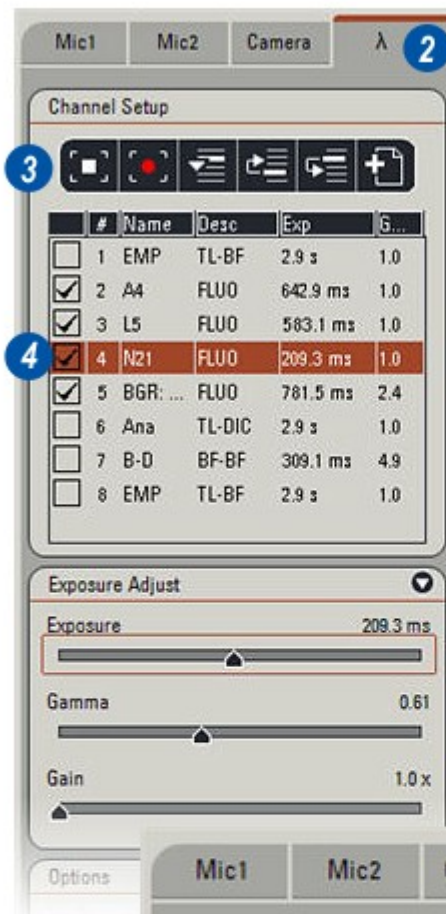 Mic1 Mic2 Camera λ 2
Channel Setup
3
# Name Desc Exp G...
1 EMP TL-BF 2.9 s 1.0
2 A4 FLUO 642.9 ms 1.0
3 L5 FLUO 583.1 ms 1.0
4 4 N21 FLUO 209.3 ms 1.0
5 BGR: ... FLUO 781.5 ms 2.4
6 Ana TL-DIC 2.9 s 1.0
7 B-D BF-BF 309.1 ms 4.9
8 EMP TL-BF 2.9 s 1.0
Exposure Adjust
Exposure 209.3 ms
Gamma 0.61
Gain 1.0 x
Options
Mic1 Mic2